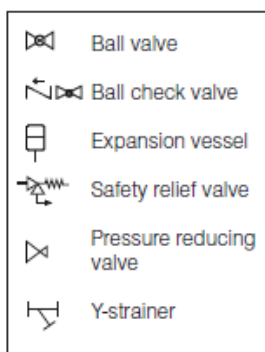 Ball valve
Ball check valve
Expansion vessel
Safety relief valve
Pressure reducing
valve
Y-strainer